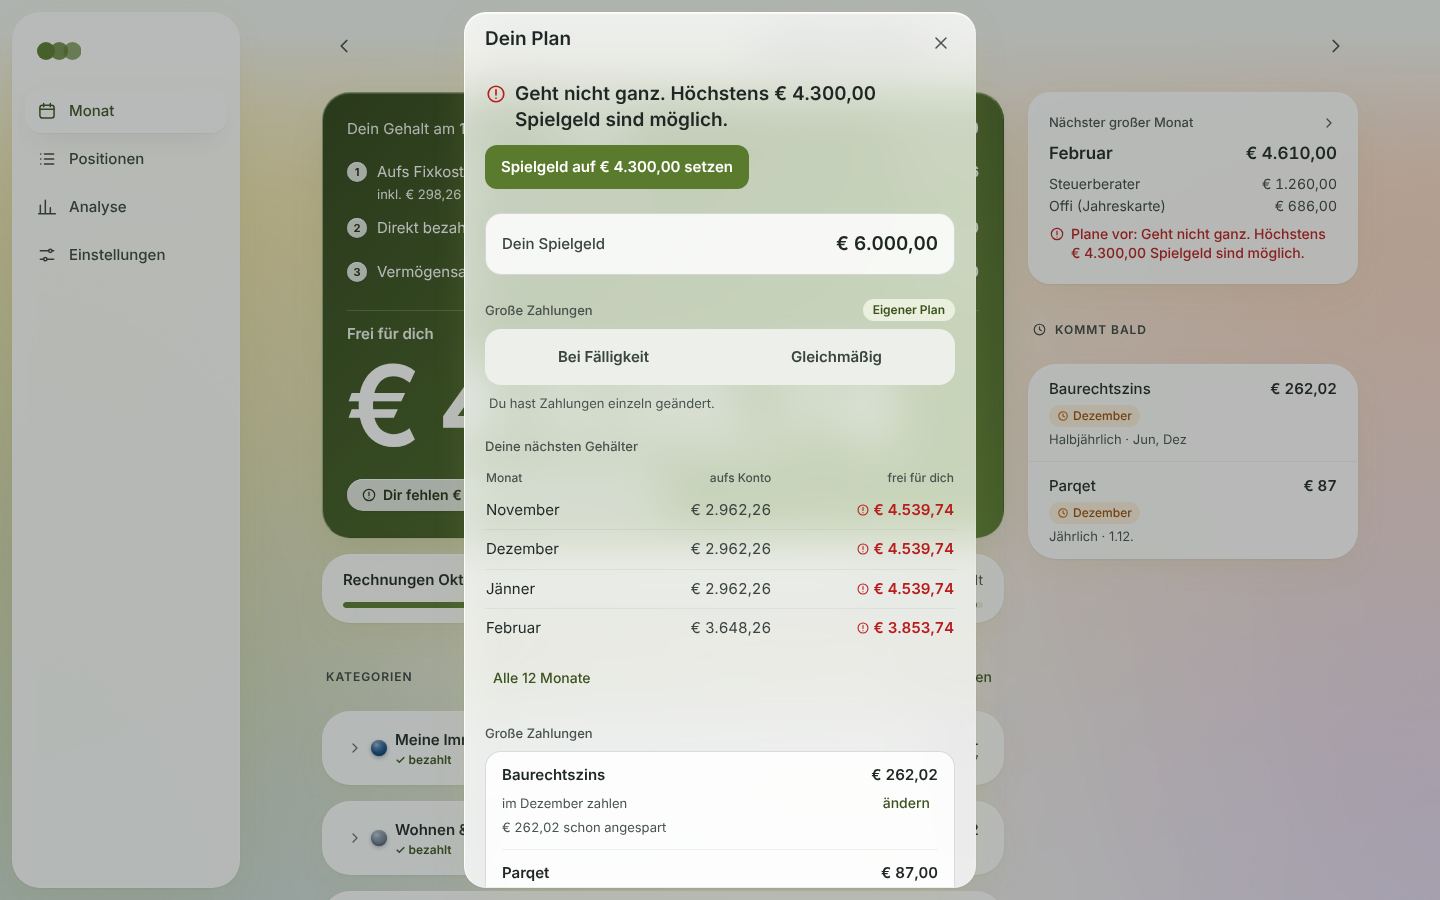 Monat
Positionen
Analyse
Einstellungen
Dein Gehalt am 1
1 Aufs Fixkost
inkl. € 298,26
2 Direkt bezah
3 Vermögensa
Frei für dich
€ 4
Dir fehlen €
Rechnungen Okt
KATEGORIEN
Meine Im
✓ bezahlt
Wohnen &
✓ bezahlt
Dein Plan
Geht nicht ganz. Höchstens € 4.300,00
Spielgeld sind möglich.
Spielgeld auf € 4.300,00 setzen
Dein Spielgeld € 6.000,00
Große Zahlungen Eigener Plan
Bei Fälligkeit Gleichmäßig
Du hast Zahlungen einzeln geändert.
Deine nächsten Gehälter
Monat aufs Konto frei für dich
November € 2.962,26 € 4.539,74
Dezember € 2.962,26 € 4.539,74
Jänner € 2.962,26 € 4.539,74
Februar € 3.648,26 € 3.853,74
Alle 12 Monate
Große Zahlungen
Baurechtszins € 262,02
im Dezember zahlen ändern
€ 262,02 schon angespart
Parqet € 87,00
lt
en
Nächster großer Monat
Februar € 4.610,00
Steuerberater € 1.260,00
Offi (Jahreskarte) € 686,00
Plane vor: Geht nicht ganz. Höchstens
€ 4.300,00 Spielgeld sind möglich.
KOMMT BALD
Baurechtszins € 262,02
Dezember
Halbjährlich · Jun, Dez
Parqet € 87
Dezember
Jährlich · 1.12.